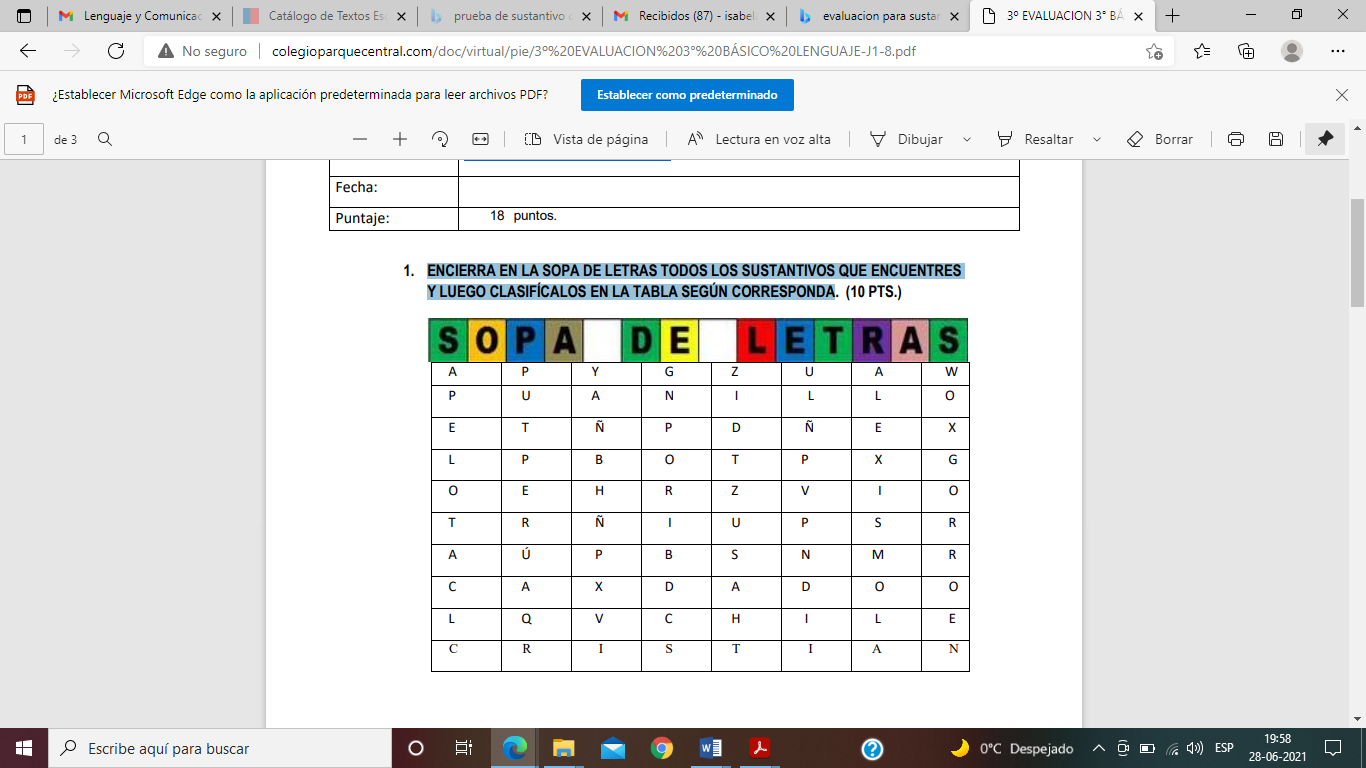 Lenguaje y Comunicac
Catálogo de Textos Esc
prueba de sustantivo c
Recibidos (87) - isabel
evaluacion para sustan
3º EVALUACION 3° BÁ
No seguro
colegioparquecentral.com/doc/virtual/pie/3º%20EVALUACION%203°%20BÁSICO%20LENGUAJE-J1-8.pdf
PDF
¿Establecer Microsoft Edge como la aplicación predeterminada para leer archivos PDF?
Establecer como predeterminado
1 de 3
Vista de página
Lectura en voz alta
Dibujar
Resaltar
Borrar
Fecha:
Puntaje: 18 puntos.
1. ENCIERRA EN LA SOPA DE LETRAS TODOS LOS SUSTANTIVOS QUE ENCUENTRES
Y LUEGO CLASIFÍCALOS EN LA TABLA SEGÚN CORRESPONDA. (10 PTS.)
SOPA DE LETRAS
A P Y G Z U A W
P U A N I L L O
E T Ñ P D Ñ E X
L P B O T P X G
O E H R Z V I O
T R Ñ I U P S R
A Ú P B S N M R
C A X D A D O O
L Q V C H I L E
C R I S T I A N
Escribe aquí para buscar
0°C Despejado
ESP
19:58
28-06-2021